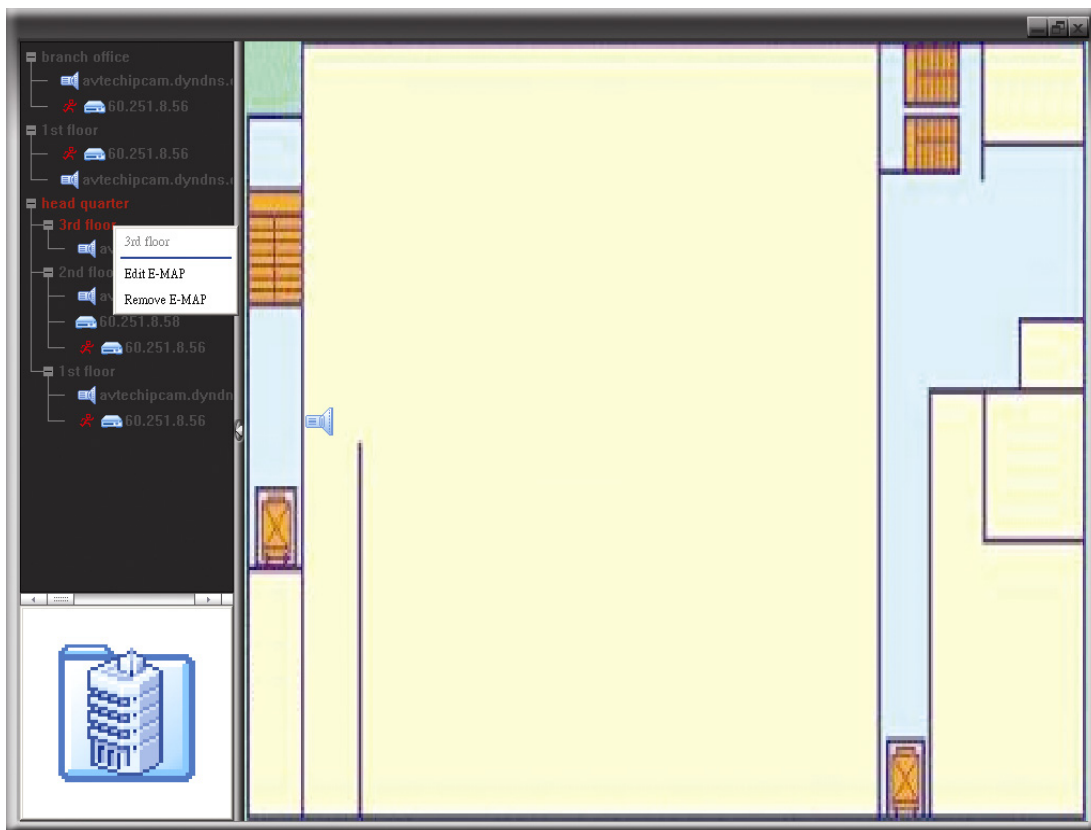 branch office
avtechipcam.dyndns.
60.251.8.56
1st floor
60.251.8.56
avtechipcam.dyndns.
head quarter
3rd floor
av
3rd floor
Edit E-MAP
Remove E-MAP
2nd floo
av
60.251.8.58
60.251.8.56
1st floor
avtechipcam.dyndn
60.251.8.56